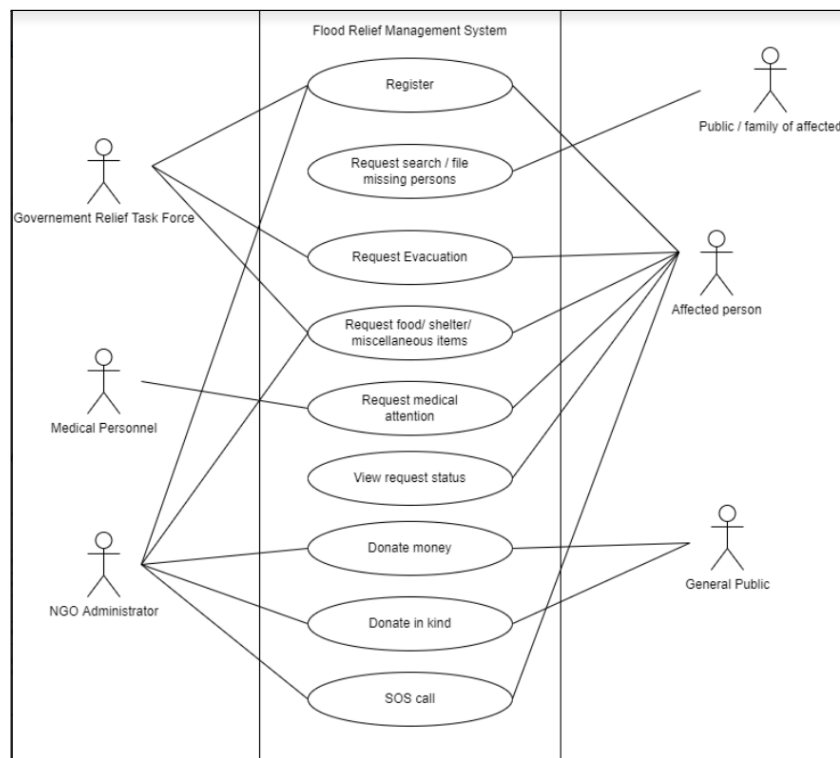 Flood Relief Management System
Register
Public / family of affected
Request search / file
missing persons
Governement Relief Task Force
Request Evacuation
Affected person
Request food/ shelter/
miscellaneous items
Medical Personnel
Request medical
attention
View request status
Donate money
General Public
NGO Administrator
Donate in kind
SOS call